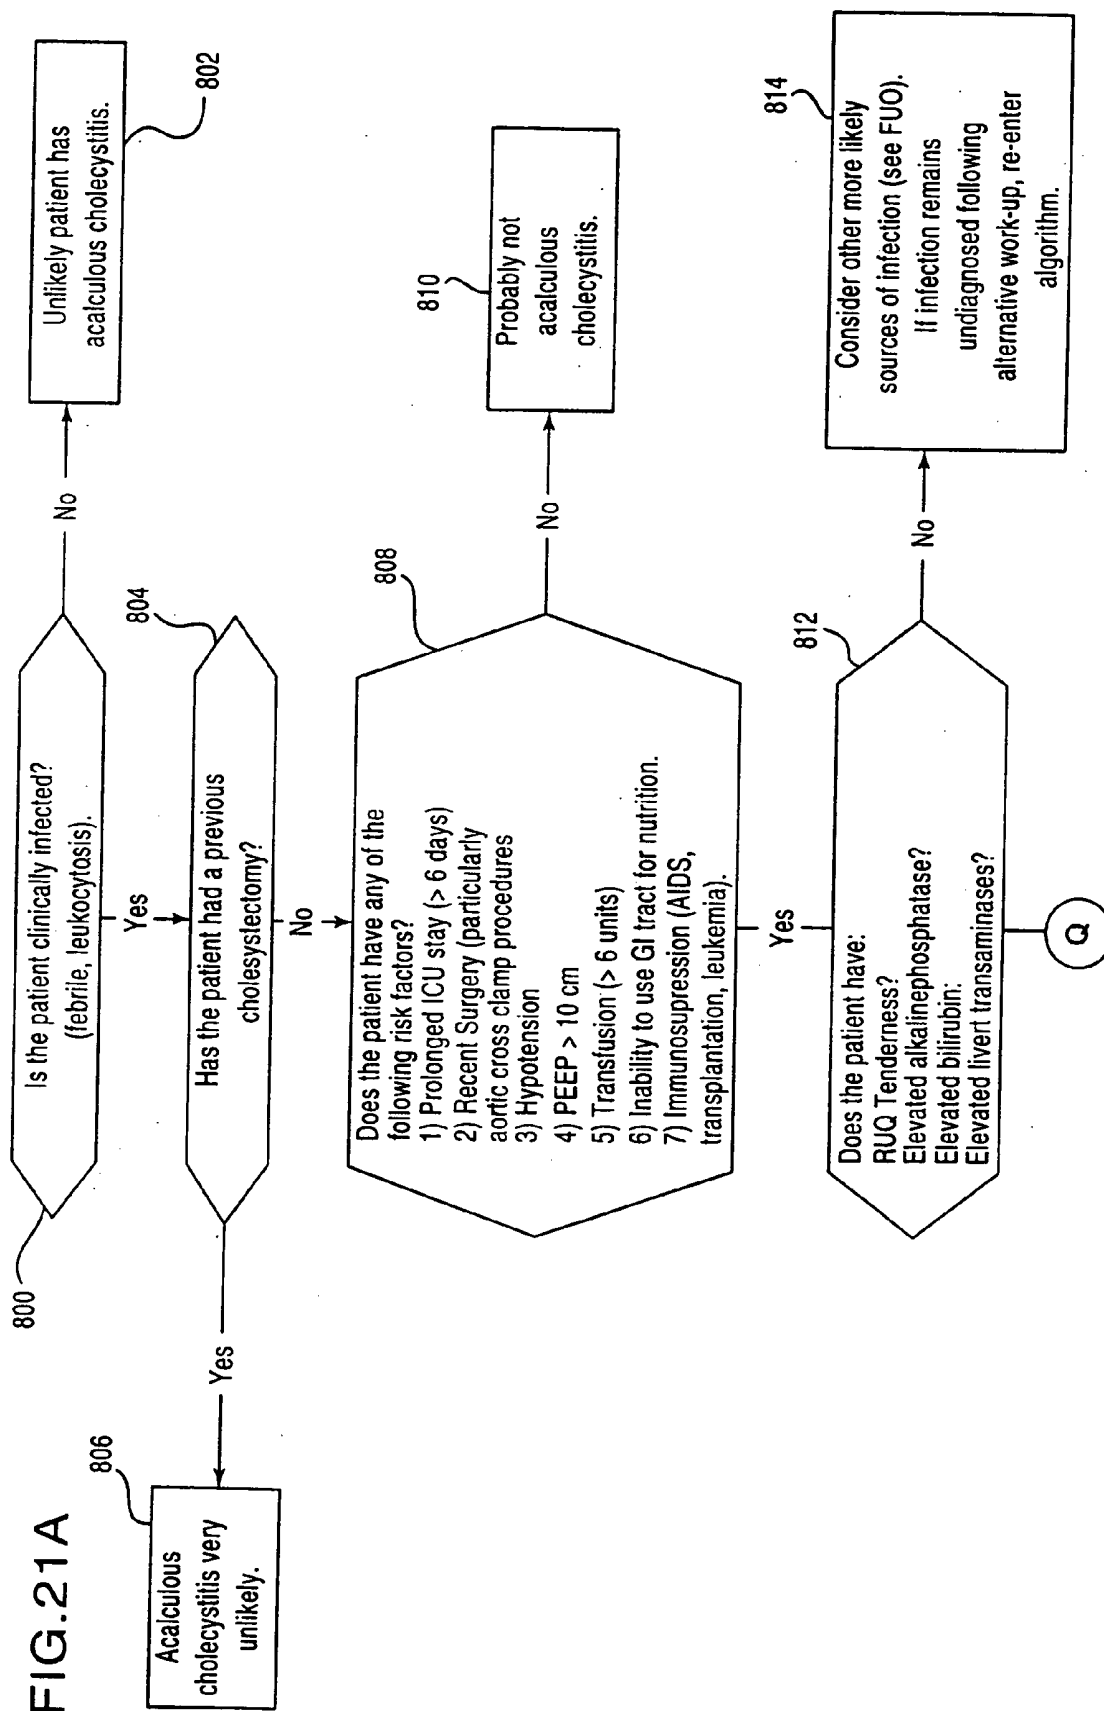 FIG.21A
800
Is the patient clinically infected?
(febrile, leukocytosis).
No
Unlikely patient has
acalculous cholecystitis.
802
Yes
804
Has the patient had a previous
cholesystectomy?
Yes
806
Acalculous
cholecystitis very
unlikely.
No
808
Does the patient have any of the
following risk factors?
1) Prolonged ICU stay (> 6 days)
2) Recent Surgery (particularly
aortic cross clamp procedures
3) Hypotension
4) PEEP > 10 cm
5) Transfusion (> 6 units)
6) Inability to use GI tract for nutrition.
7) Immunosupression (AIDS,
transplantation, leukemia).
No
810
Probably not
acalculous
cholecystitis.
Yes
812
Does the patient have:
RUQ Tenderness?
Elevated alkalinephosphatase?
Elevated bilirubin:
Elevated livert transaminases?
No
814
Consider other more likely
sources of infection (see FUO).
If infection remains
undiagnosed following
alternative work-up, re-enter
algorithm.
Q